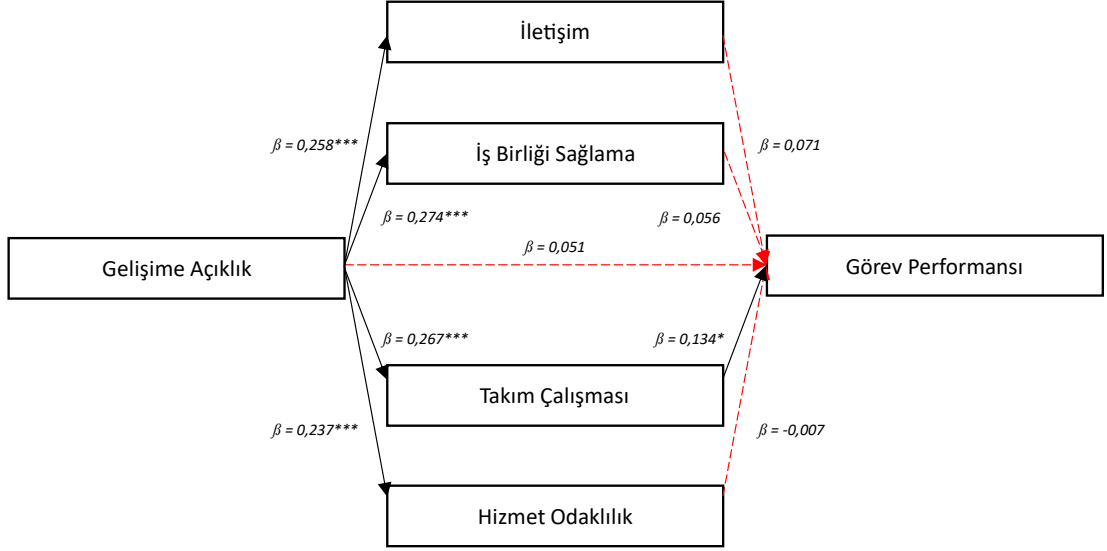 İletişim
β = 0,258***
β = 0,071
İş Birliği Sağlama
β = 0,274***
β = 0,056
β = 0,051
Gelişime Açıklık
Görev Performansı
β = 0,267***
β = 0,134*
Takım Çalışması
β = 0,237***
β = -0,007
Hizmet Odaklılık